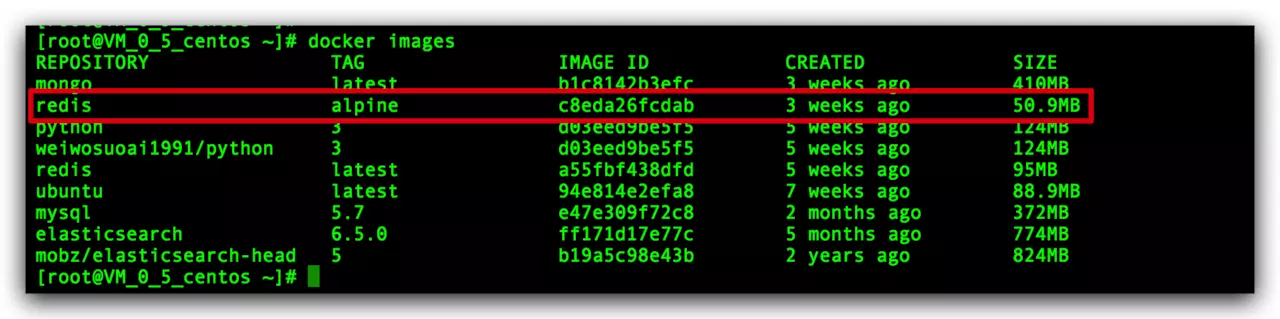 [root@VM_0_5_centos ~]# docker images
REPOSITORY TAG IMAGE ID CREATED SIZE
mongo latest b1c8142b3efc 3 weeks ago 410MB
redis alpine c8eda26fcdab 3 weeks ago 50.9MB
python 3 d03eed9be5f5 5 weeks ago 124MB
weiwosuoai1991/python 3 d03eed9be5f5 5 weeks ago 124MB
redis latest a55fbf438dfd 5 weeks ago 95MB
ubuntu latest 94e814e2efa8 7 weeks ago 88.9MB
mysql 5.7 e47e309f72c8 2 months ago 372MB
elasticsearch 6.5.0 ff171d17e77c 5 months ago 774MB
mobz/elasticsearch-head 5 b19a5c98e43b 2 years ago 824MB
[root@VM_0_5_centos ~]#